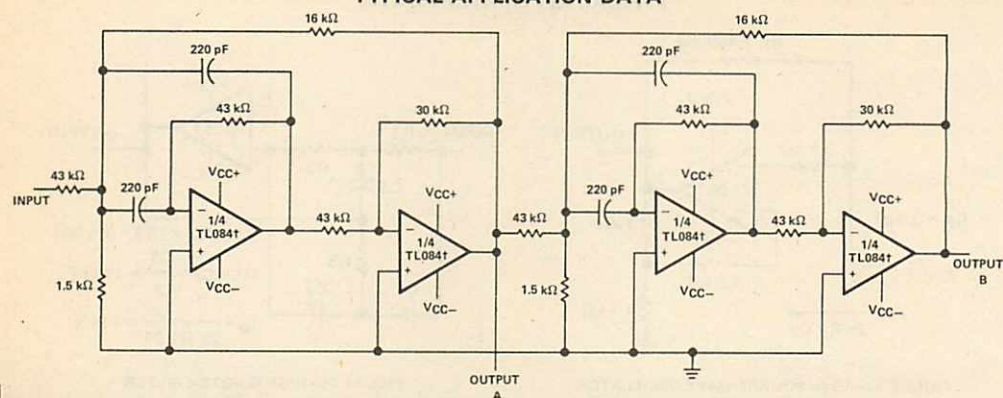 TYPICAL APPLICATION DATA
16 kΩ
16 kΩ
220 pF
220 pF
43 kΩ
30 kΩ
43 kΩ
30 kΩ
INPUT
43 kΩ
220 pF
VCC+
1/4
TL084†
VCC−
43 kΩ
VCC+
1/4
TL084†
VCC−
43 kΩ
220 pF
VCC+
1/4
TL084†
VCC−
43 kΩ
VCC+
1/4
TL084†
VCC−
1.5 kΩ
1.5 kΩ
OUTPUT
B
OUTPUT
A